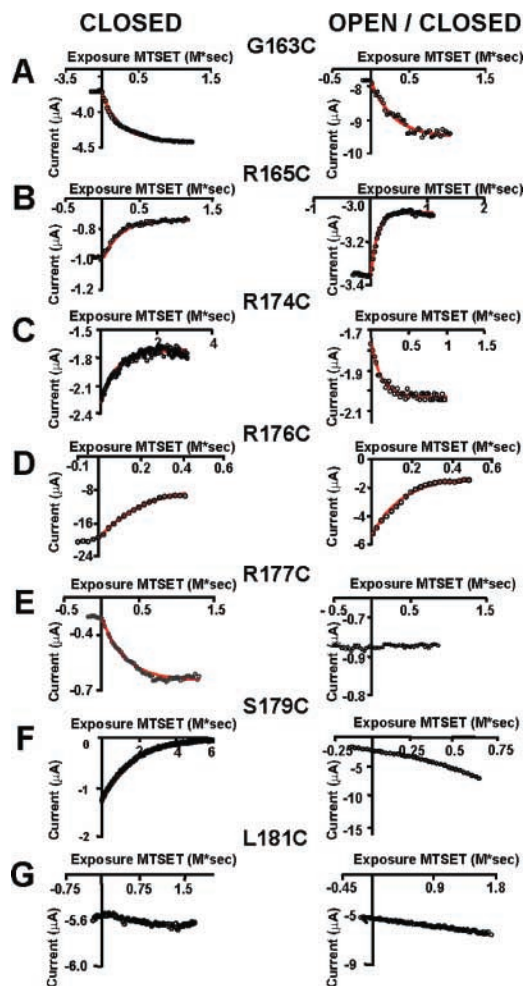 CLOSED OPEN / CLOSED
G163C
A
Exposure MTSET (M*sec) Exposure MTSET (M*sec)
-3.5 0.5 1.5 -0.5 0.5 1.5
Current (µA) -4.0 -4.5
Current (µA) -8 -9 -10
R165C
B
Exposure MTSET (M*sec) Exposure MTSET (M*sec)
-0.5 0.5 1.5 -1 1 2
Current (µA) -0.8 -1.0 -1.2
Current (µA) -3.0 -3.2 -3.4
R174C
C
Exposure MTSET (M*sec) Exposure MTSET (M*sec)
-1.5 2 4 -1.7 0.5 1 1.5
Current (µA) -1.8 -2.1 -2.4
Current (µA) -1.9 -2.1
R176C
D
Exposure MTSET (M*sec) Exposure MTSET (M*sec)
-0.1 0.2 0.4 0.6 0 0.2 0.4 0.6
Current (µA) -8 -16 -24
Current (µA) -2 -4 -6
R177C
E
Exposure MTSET (M*sec) Exposure MTSET (M*sec)
-0.5 0.5 1.5 -0.5 0.5 1.5
Current (µA) -0.4 -0.7
Current (µA) -0.7 -0.9 -0.8
S179C
F
Exposure MTSET (M*sec) Exposure MTSET (M*sec)
0 2 4 6 -0.25 0.25 0.5 0.75
Current (µA) -1 -2
Current (µA) -5 -10 -15
L181C
G
Exposure MTSET (M*sec) Exposure MTSET (M*sec)
-0.75 0.75 1.5 -0.45 0.9 1.8
Current (µA) -5.6 -6.0
Current (µA) -5 -9